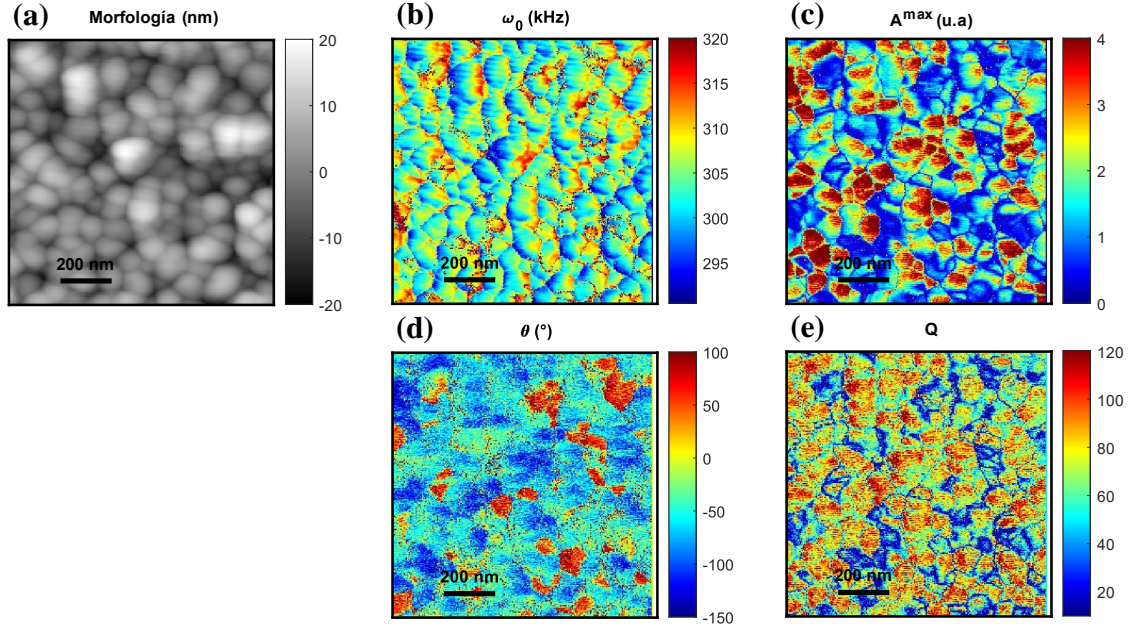 (a) Morfología (nm)
20
10
0
-10
-20
200 nm
(b) ω₀ (kHz)
320
315
310
305
300
295
200 nm
(c) Aᵐᵃˣ (u.a)
4
3
2
1
0
200 nm
(d) θ (°)
100
50
0
-50
-100
-150
200 nm
(e) Q
120
100
80
60
40
20
200 nm